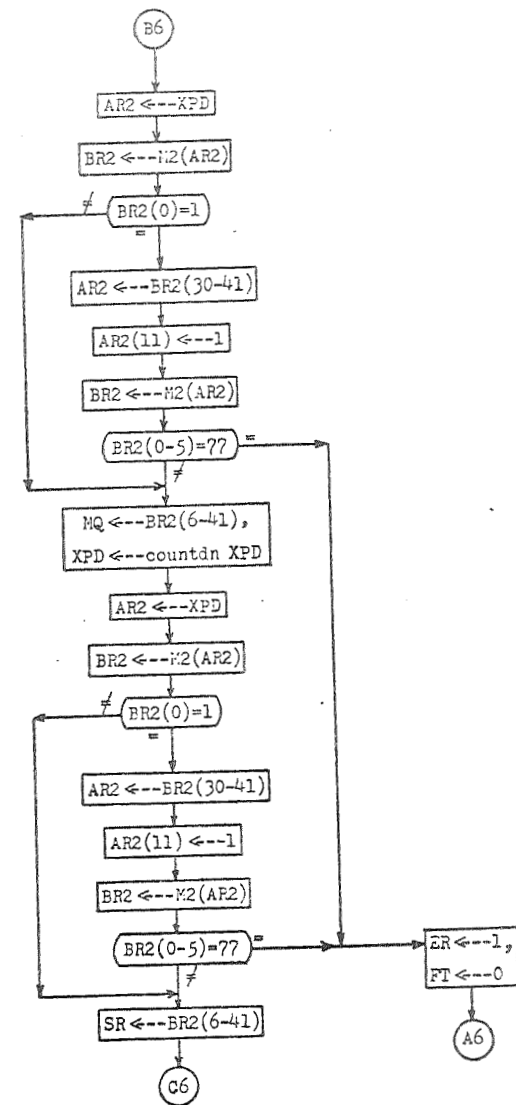 B6
AR2 <---XPD
BR2 <---M2(AR2)
≠
BR2(0)=1
=
AR2 <---BR2(30-41)
AR2(11) <---1
BR2 <---M2(AR2)
BR2(0-5)=77
=
≠
MQ <---BR2(6-41),
XPD <---countdn XPD
AR2 <---XPD
BR2 <---M2(AR2)
≠
BR2(0)=1
=
AR2 <---BR2(30-41)
AR2(11) <---1
BR2 <---M2(AR2)
BR2(0-5)=77
=
≠
ER <---1,
FT <---0
SR <---BR2(6-41)
A6
C6